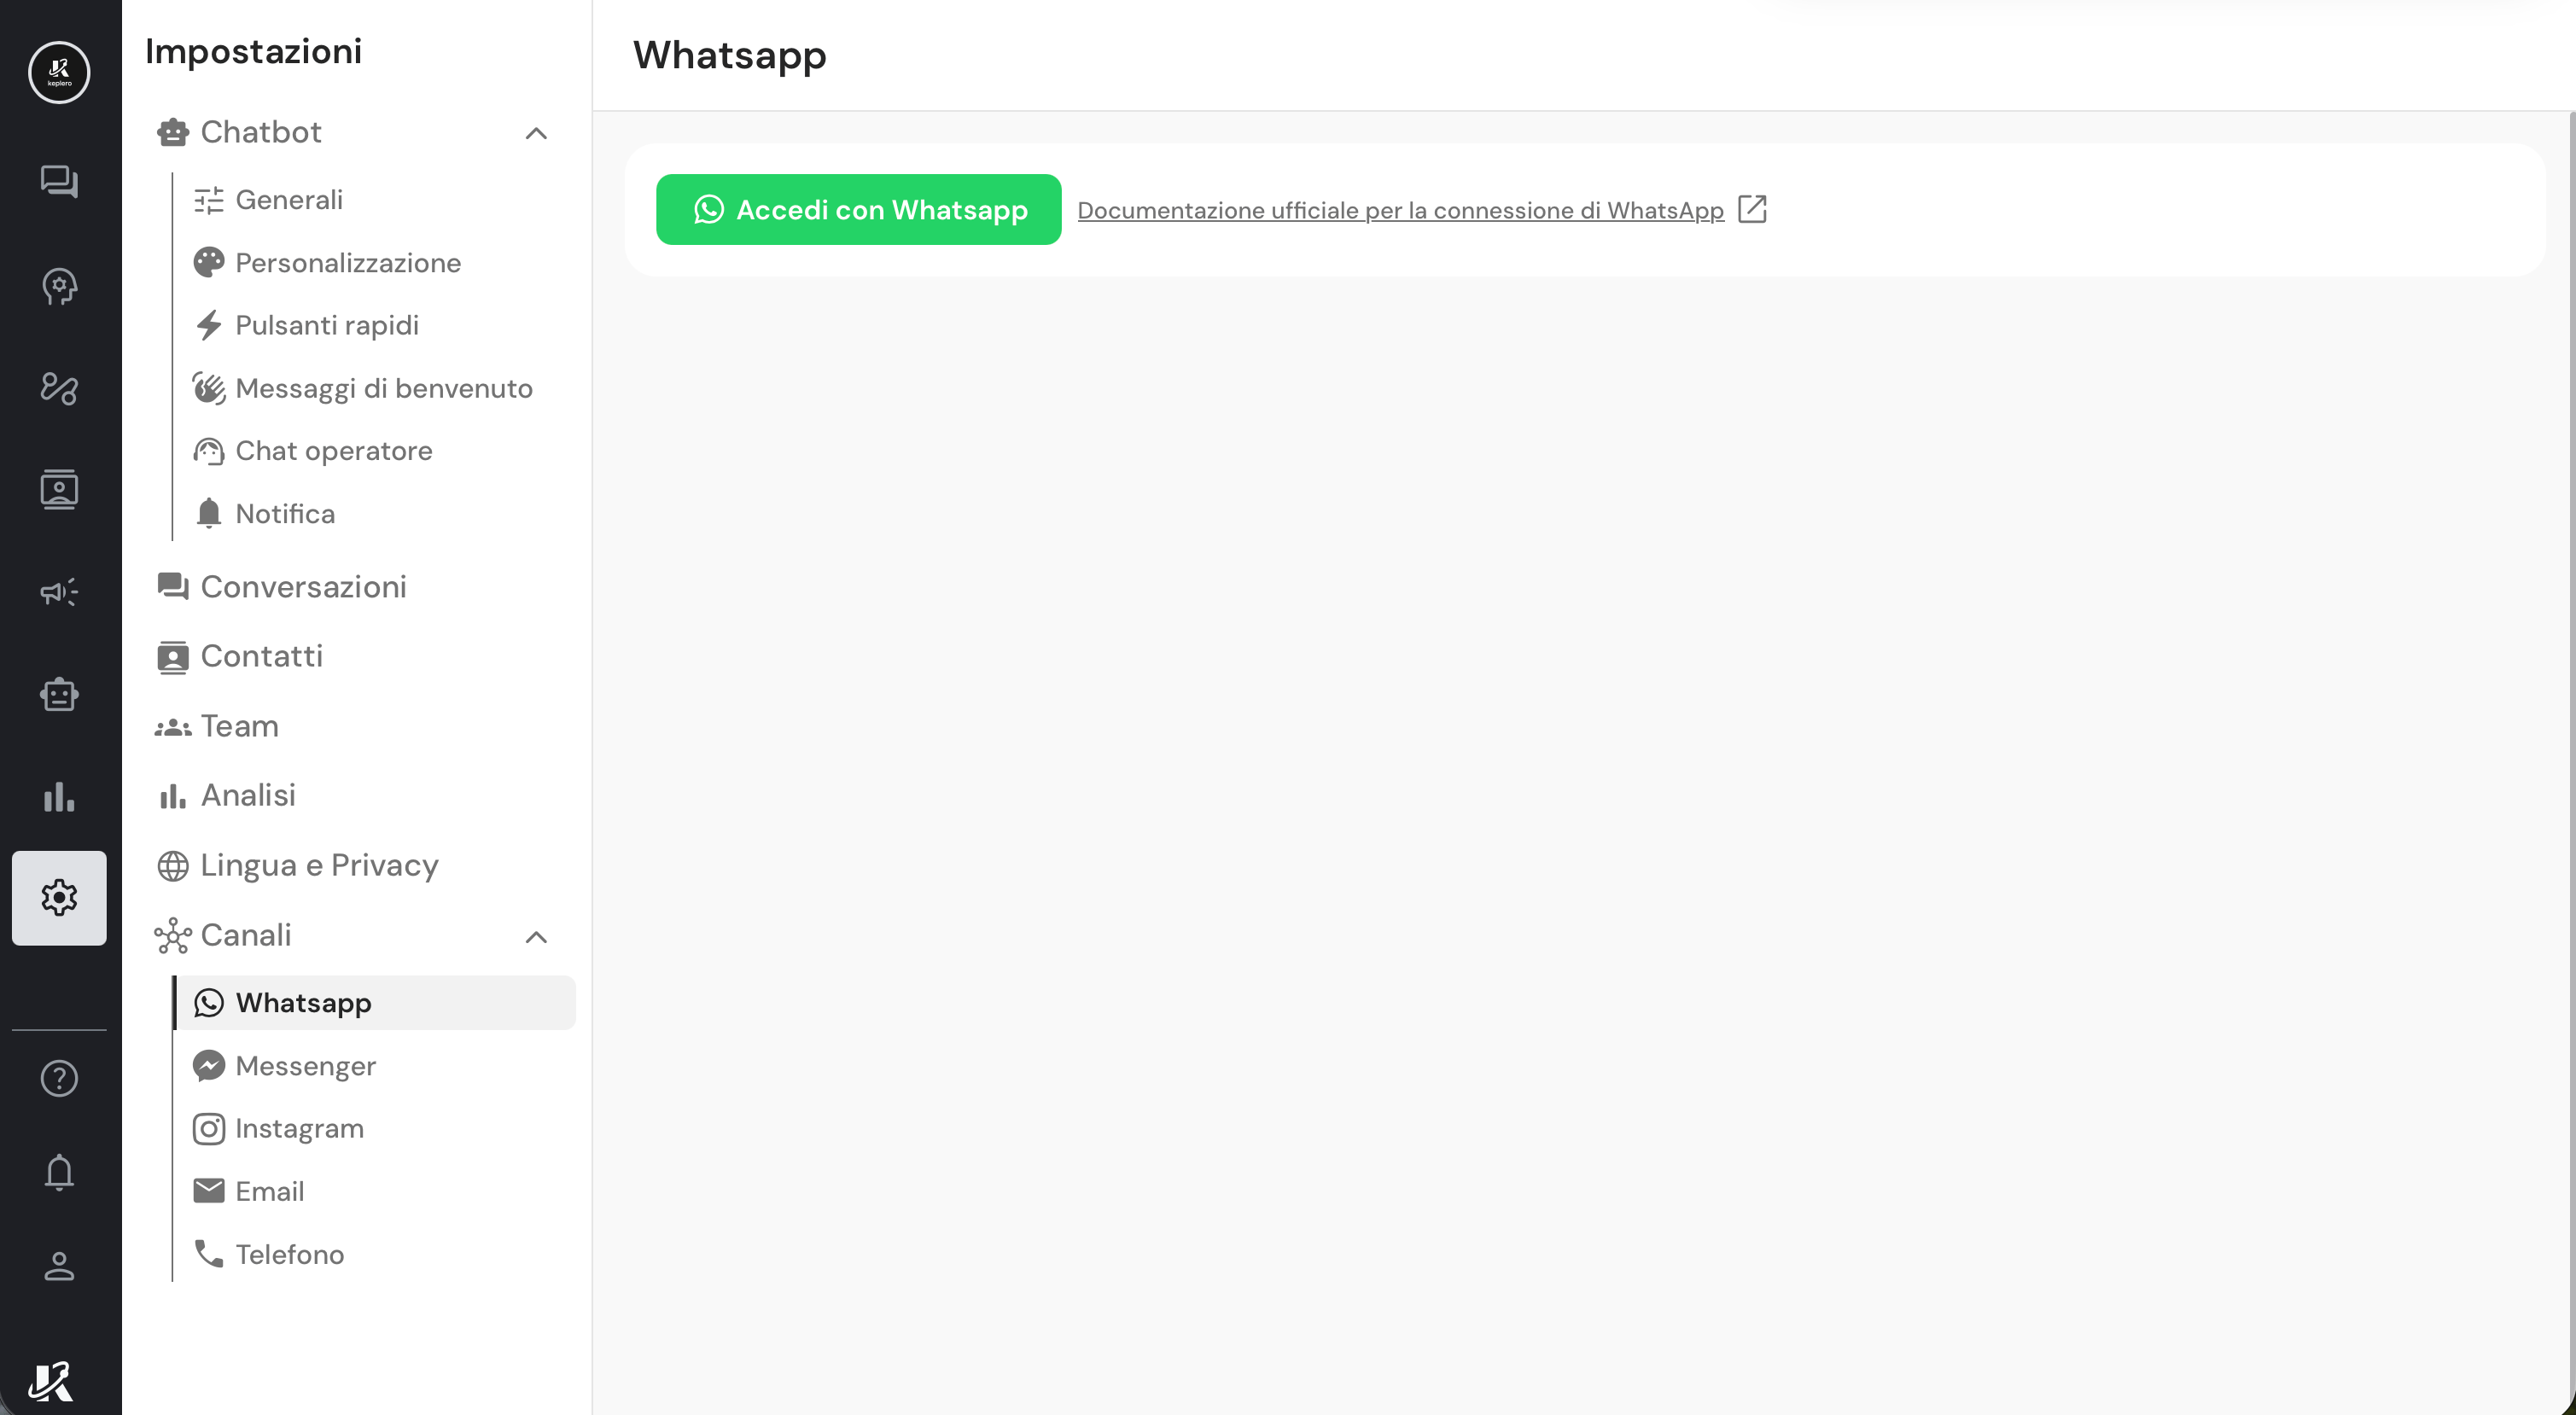 keplero
Impostazioni
Chatbot
Generali
Personalizzazione
Pulsanti rapidi
Messaggi di benvenuto
Chat operatore
Notifica
Conversazioni
Contatti
Team
Analisi
Lingua e Privacy
Canali
Whatsapp
Messenger
Instagram
Email
Telefono
Whatsapp
Accedi con Whatsapp
Documentazione ufficiale per la connessione di WhatsApp